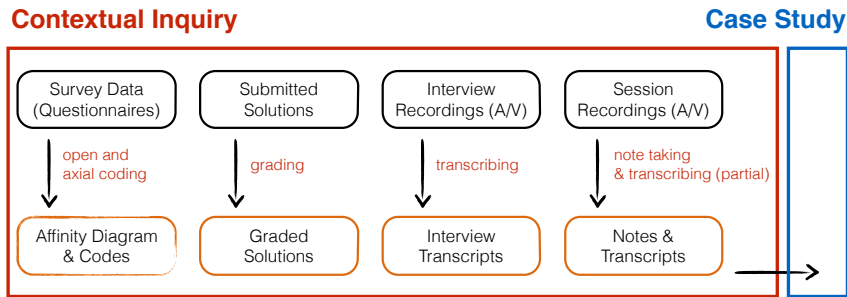 Contextual Inquiry
Case Study
Survey Data
(Questionnaires)
Submitted
Solutions
Interview
Recordings (A/V)
Session
Recordings (A/V)
open and
axial coding
grading
transcribing
note taking
& transcribing (partial)
Affinity Diagram
& Codes
Graded
Solutions
Interview
Transcripts
Notes &
Transcripts